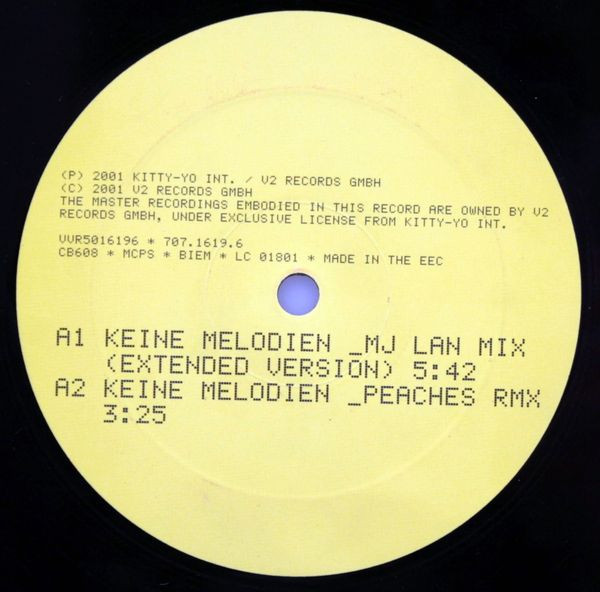 (P) 2001 KITTY-YO INT. / V2 RECORDS GMBH
(C) 2001 V2 RECORDS GMBH
THE MASTER RECORDINGS EMBODIED IN THIS RECORD ARE OWNED BY V2
RECORDS GMBH, UNDER EXCLUSIVE LICENSE FROM KITTY-YO INT.
VVR5016196 * 707.1619.6
CB608 * MCPS * BIEM * LC 01801 * MADE IN THE EEC
A1 KEINE MELODIEN _MJ LAN MIX
(EXTENDED VERSION) 5:42
A2 KEINE MELODIEN _PEACHES RMX
3:25